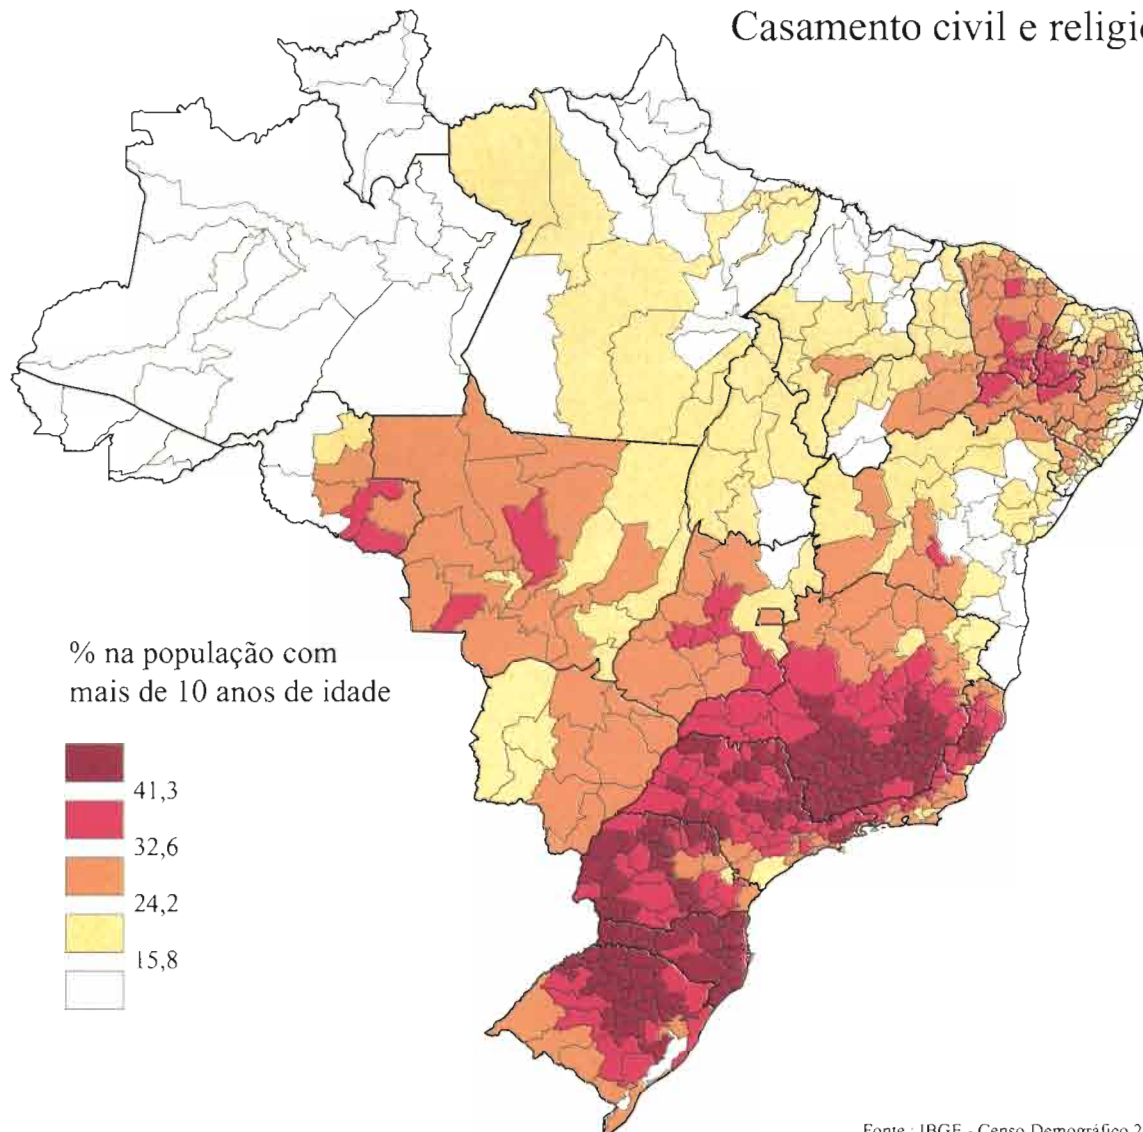 Casamento civil e
% na população com
mais de 10 anos de idade
41,3
32,6
24,2
15,8
Fonte : IBGE - Censo Demográfico